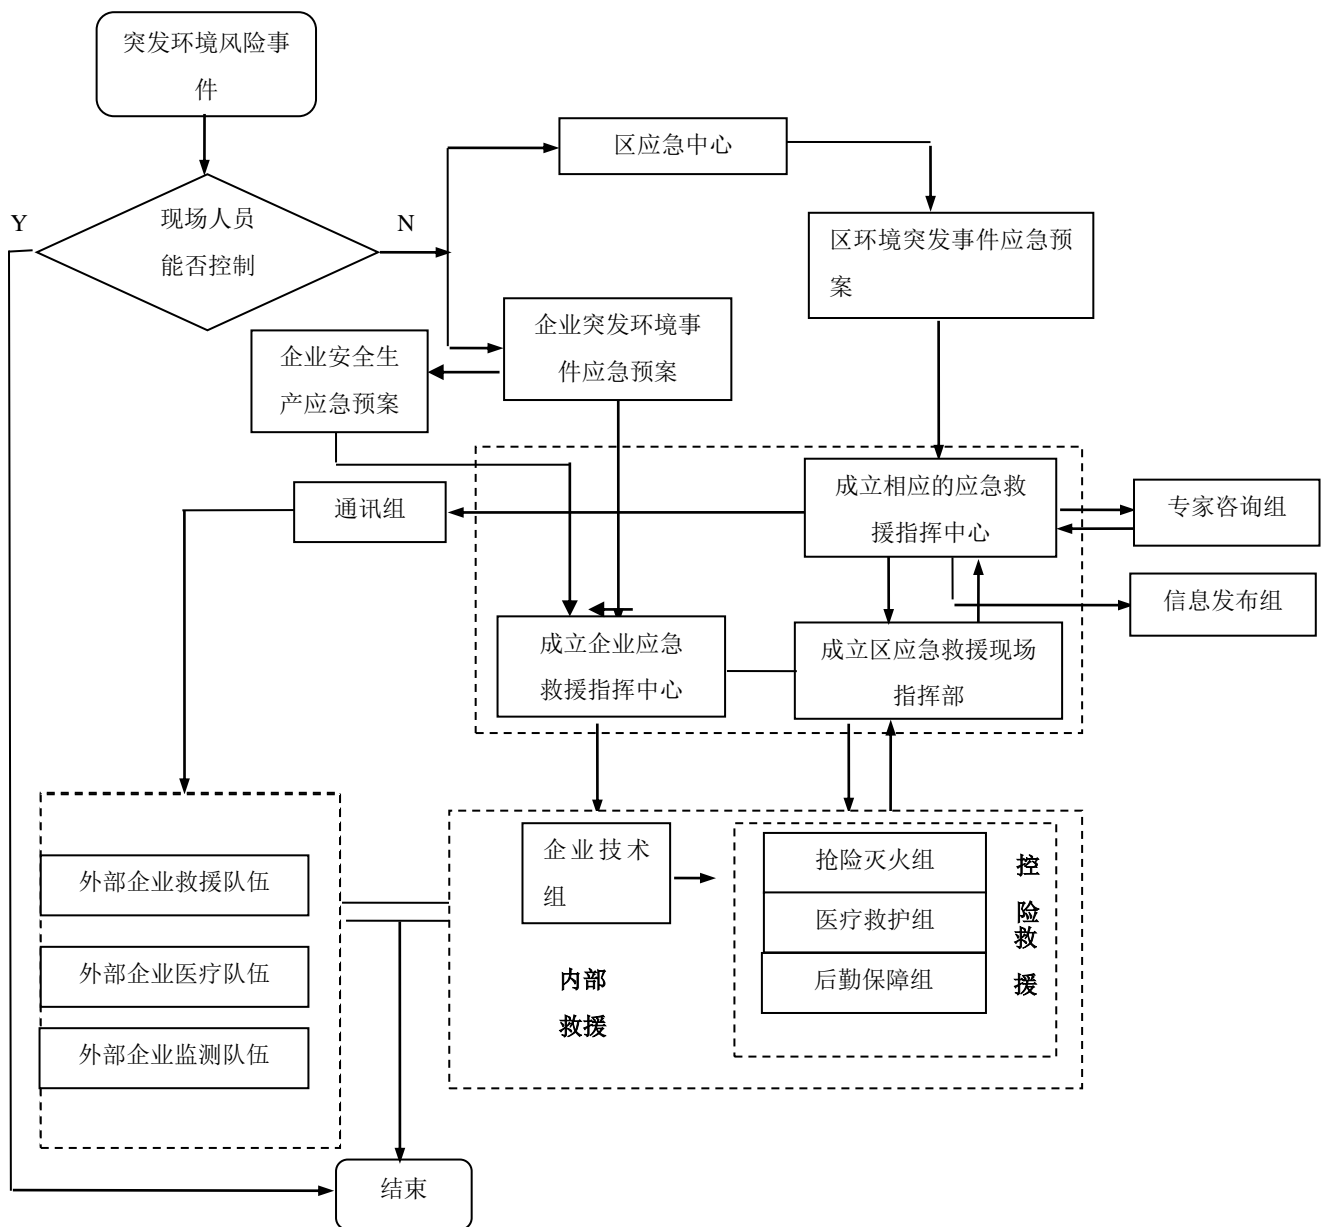 突发环境风险事
件
区应急中心
Y
现场人员
能否控制
N
区环境突发事件应急预
案
企业突发环境事
件应急预案
企业安全生
产应急预案
成立相应的应急救
援指挥中心
通讯组
专家咨询组
信息发布组
成立企业应急
救援指挥中心
成立区应急救援现场
指挥部
企业技术
组
抢险灭火组
医疗救护组
后勤保障组
控
险
救
援
内部
救援
外部企业救援队伍
外部企业医疗队伍
外部企业监测队伍
结束